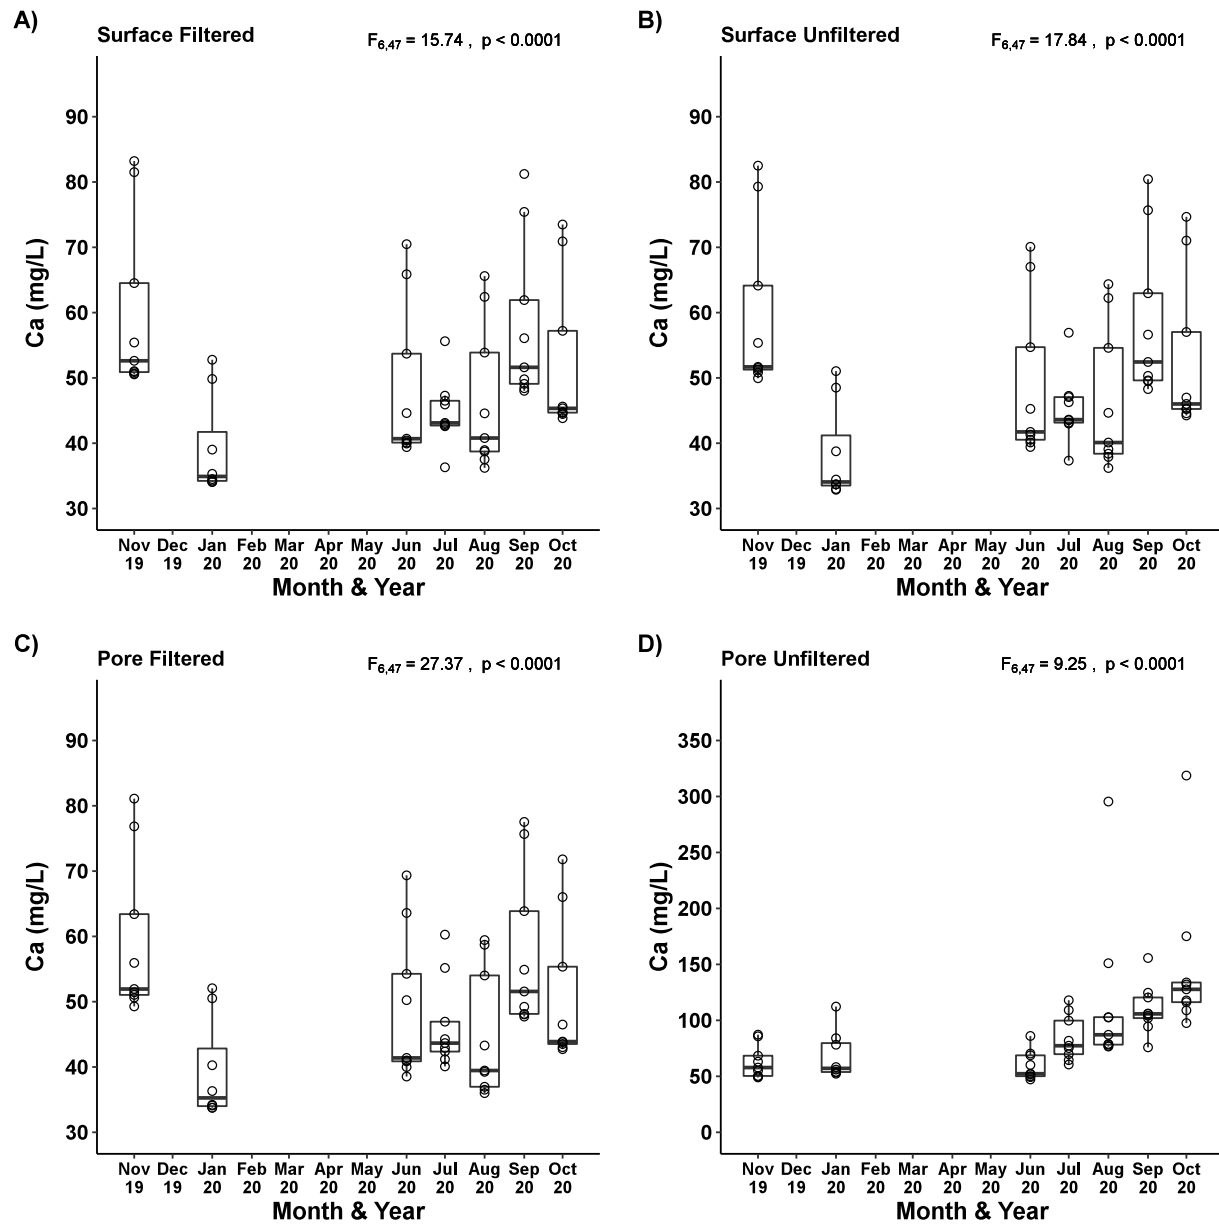 A)
Surface Filtered
F6,47 = 15.74 , p < 0.0001
Ca (mg/L)
90
80
70
60
50
40
30
Nov Dec Jan Feb Mar Apr May Jun Jul Aug Sep Oct
19 19 20 20 20 20 20 20 20 20 20 20
Month & Year
B)
Surface Unfiltered
F6,47 = 17.84 , p < 0.0001
Ca (mg/L)
90
80
70
60
50
40
30
Nov Dec Jan Feb Mar Apr May Jun Jul Aug Sep Oct
19 19 20 20 20 20 20 20 20 20 20 20
Month & Year
C)
Pore Filtered
F6,47 = 27.37 , p < 0.0001
Ca (mg/L)
90
80
70
60
50
40
30
Nov Dec Jan Feb Mar Apr May Jun Jul Aug Sep Oct
19 19 20 20 20 20 20 20 20 20 20 20
Month & Year
D)
Pore Unfiltered
F6,47 = 9.25 , p < 0.0001
Ca (mg/L)
350
300
250
200
150
100
50
0
Nov Dec Jan Feb Mar Apr May Jun Jul Aug Sep Oct
19 19 20 20 20 20 20 20 20 20 20 20
Month & Year